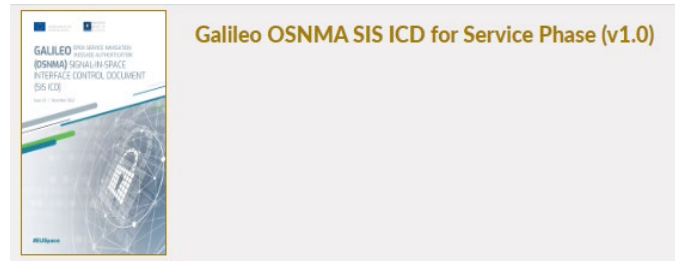 Galileo OSNMA SIS ICD for Service Phase (v1.0)
GALILEO OPEN SERVICE NAVIGATION
MESSAGE AUTHENTICATION
(OSNMA) SIGNAL-IN-SPACE
INTERFACE CONTROL DOCUMENT
(SIS ICD)
#EUSpace